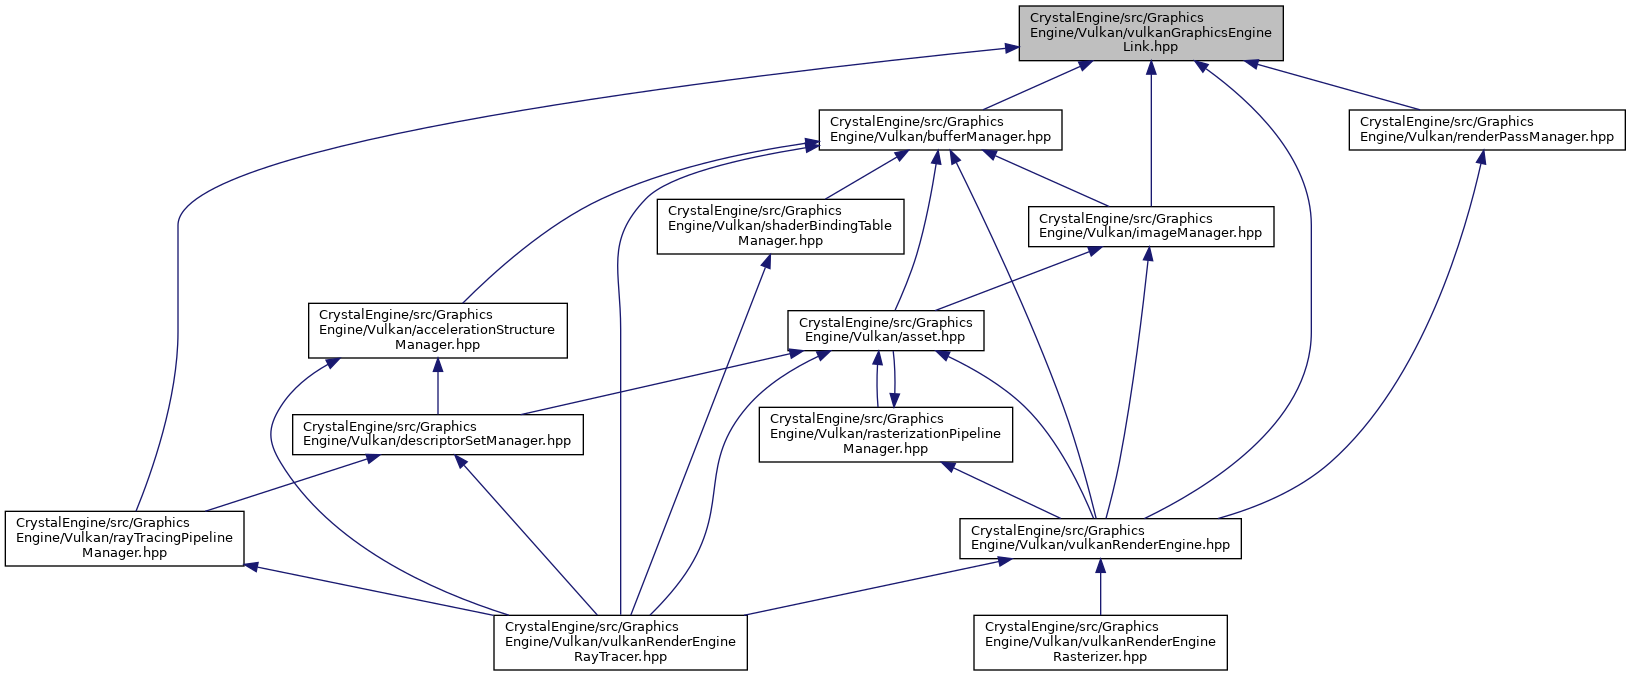 CrystalEngine/src/Graphics
Engine/Vulkan/vulkanGraphicsEngine
Link.hpp
CrystalEngine/src/Graphics
Engine/Vulkan/bufferManager.hpp
CrystalEngine/src/Graphics
Engine/Vulkan/renderPassManager.hpp
CrystalEngine/src/Graphics
Engine/Vulkan/shaderBindingTable
Manager.hpp
CrystalEngine/src/Graphics
Engine/Vulkan/imageManager.hpp
CrystalEngine/src/Graphics
Engine/Vulkan/accelerationStructure
Manager.hpp
CrystalEngine/src/Graphics
Engine/Vulkan/asset.hpp
CrystalEngine/src/Graphics
Engine/Vulkan/descriptorSetManager.hpp
CrystalEngine/src/Graphics
Engine/Vulkan/rasterizationPipeline
Manager.hpp
CrystalEngine/src/Graphics
Engine/Vulkan/rayTracingPipeline
Manager.hpp
CrystalEngine/src/Graphics
Engine/Vulkan/vulkanRenderEngine.hpp
CrystalEngine/src/Graphics
Engine/Vulkan/vulkanRenderEngine
RayTracer.hpp
CrystalEngine/src/Graphics
Engine/Vulkan/vulkanRenderEngine
Rasterizer.hpp